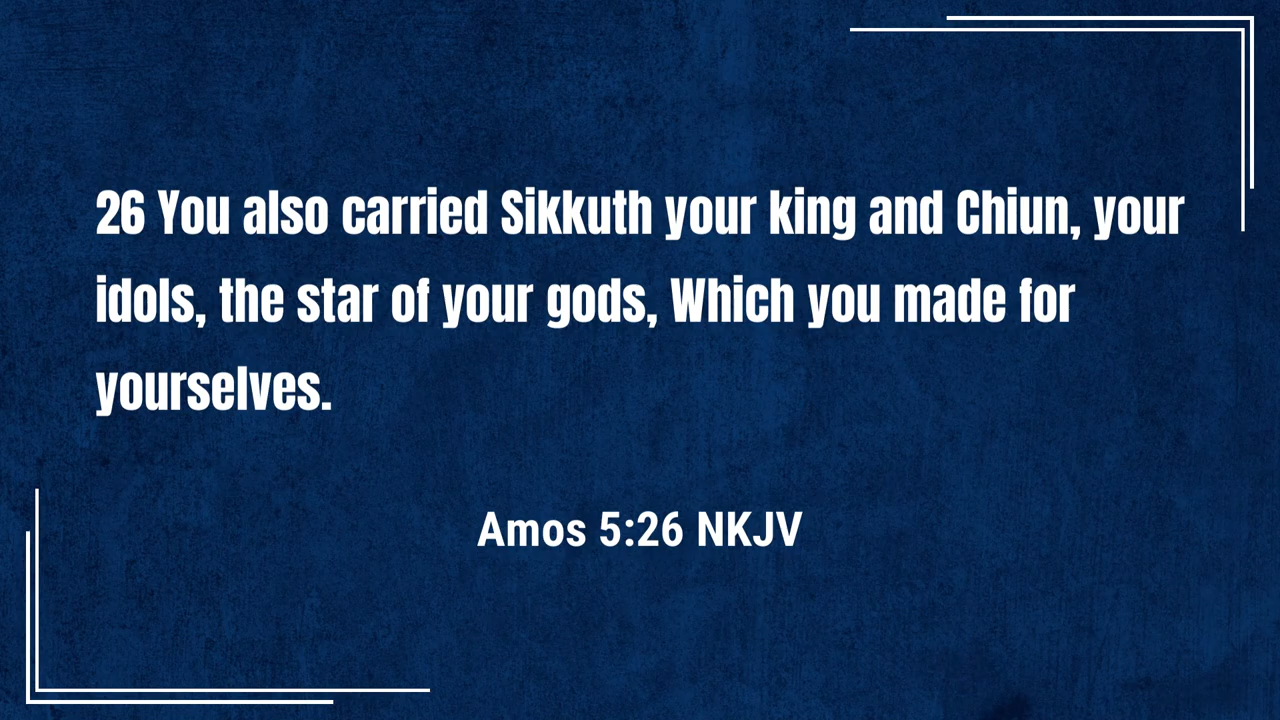 26 You also carried Sikkuth your king and Chiun, your
idols, the star of your gods, Which you made for
yourselves.
Amos 5:26 NKJV